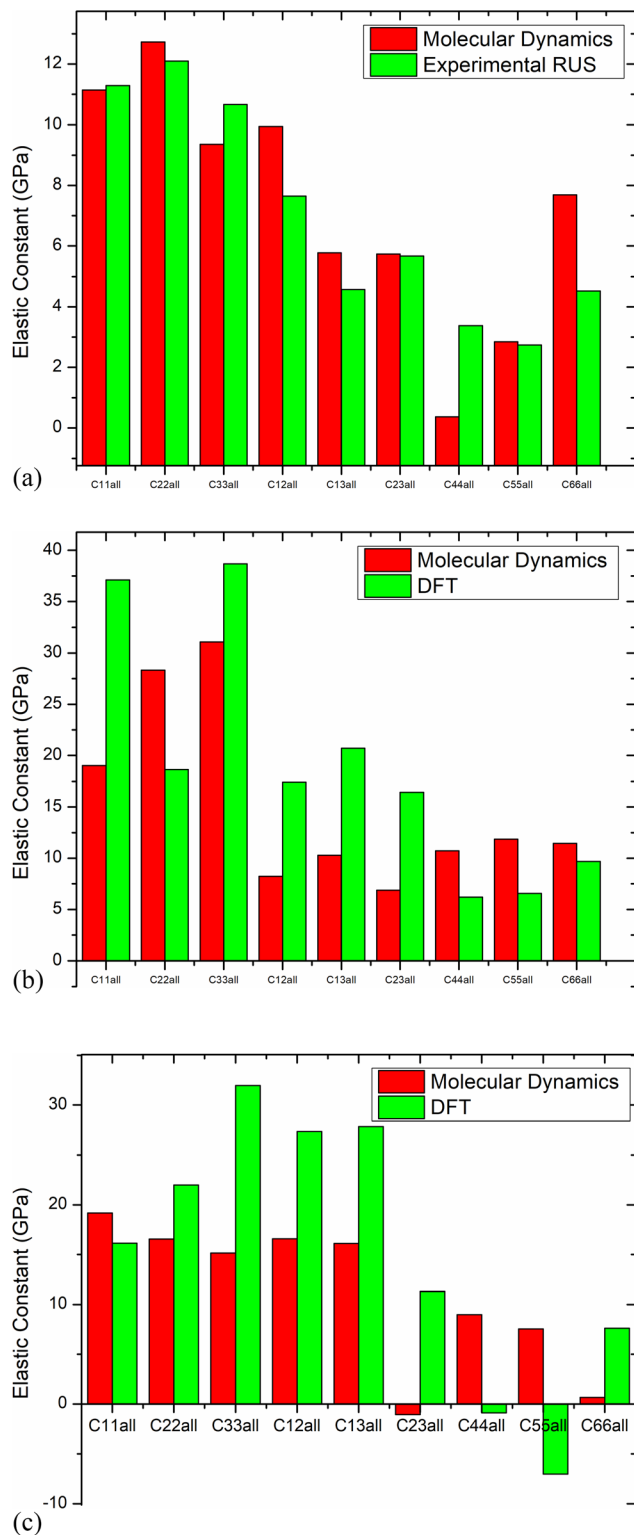 Molecular Dynamics
Experimental RUS
Elastic Constant (GPa)
12
10
8
6
4
2
0
C11all C22all C33all C12all C13all C23all C44all C55all C66all
(a)
Molecular Dynamics
DFT
Elastic Constant (GPa)
40
35
30
25
20
15
10
5
0
C11all C22all C33all C12all C13all C23all C44all C55all C66all
(b)
Molecular Dynamics
DFT
Elastic Constant (GPa)
30
20
10
0
C11all C22all C33all C12all C13all C23all C44all C55all C66all
-10
(c)